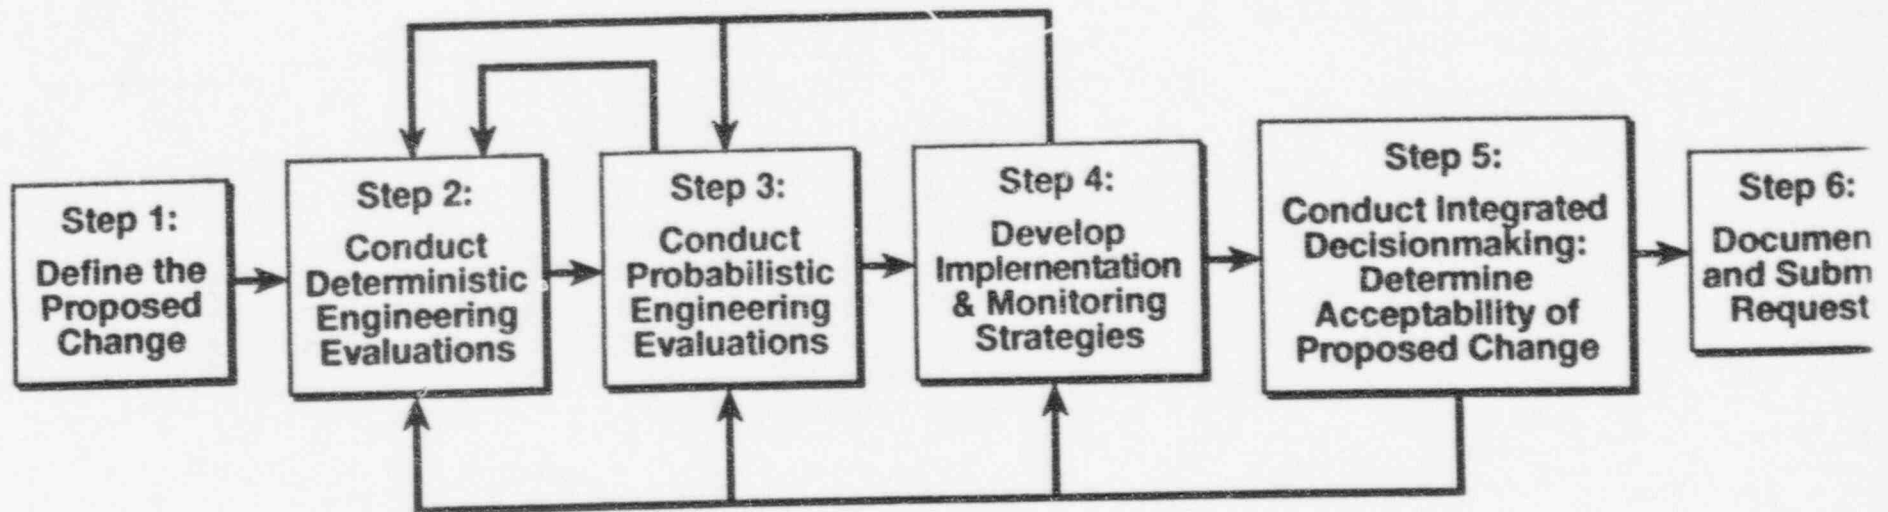 Step 1:
Define the
Proposed
Change
Step 2:
Conduct
Deterministic
Engineering
Evaluations
Step 3:
Conduct
Probabilistic
Engineering
Evaluations
Step 4:
Develop
Implementation
& Monitoring
Strategies
Step 5:
Conduct Integrated
Decisionmaking:
Determine
Acceptability of
Proposed Change
Step 6:
Documen
and Subm
Request